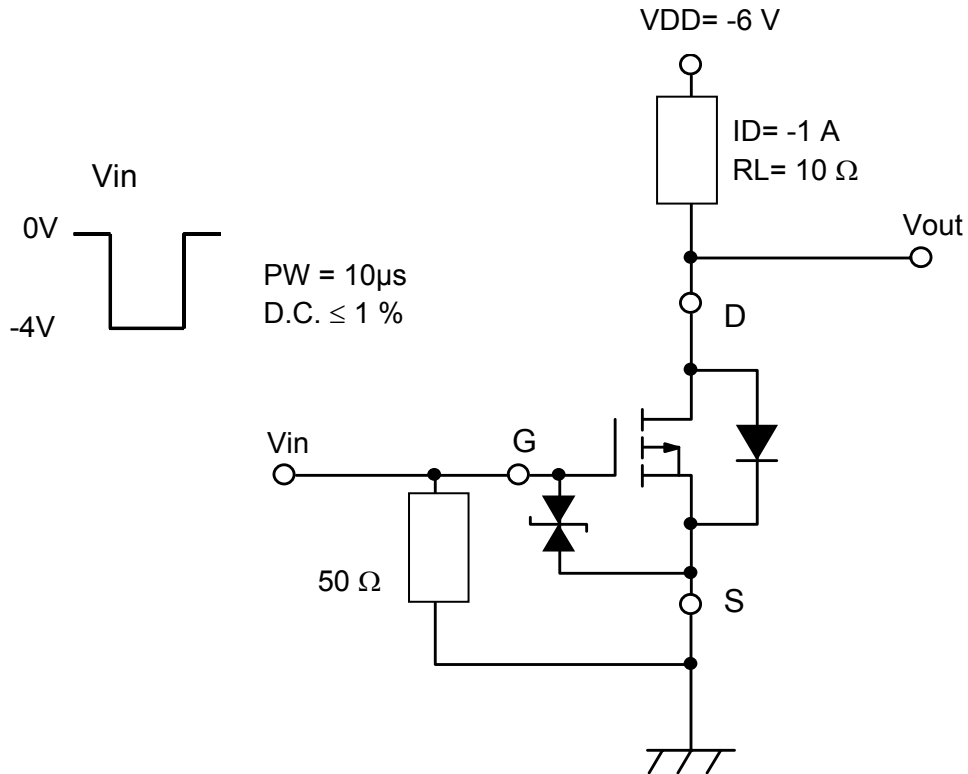 VDD= -6 V
ID= -1 A
RL= 10 Ω
Vin
0V
Vout
PW = 10µs
D.C. ≤ 1 %
-4V
D
Vin
G
50 Ω
S